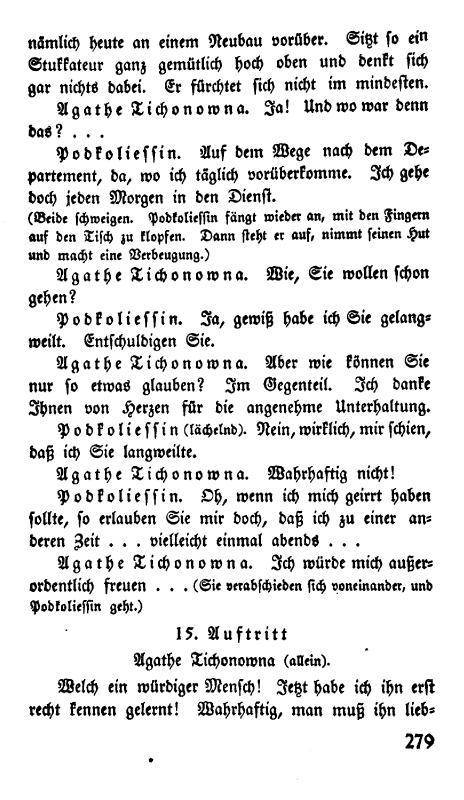 nämlich heute an einem Neubau vorüber. Sitzt so ein
Stukkateur ganz gemütlich hoch oben und denkt sich
gar nichts dabei. Er fürchtet sich nicht im mindesten.
Agathe Tichonowna. Ja! Und wo war denn
das? . . .
Podkoliessin. Auf dem Wege nach dem De-
partement, da, wo ich täglich vorüberkomme. Ich gehe
doch jeden Morgen in den Dienst.
(Beide schweigen. Podkoliessin fängt wieder an, mit den Fingern
auf den Tisch zu klopfen. Dann steht er auf, nimmt seinen Hut
und macht eine Verbeugung.)
Agathe Tichonowna. Wie, Sie wollen schon
gehen?
Podkoliessin. Ja, gewiß habe ich Sie gelang-
weilt. Entschuldigen Sie.
Agathe Tichonowna. Aber wie können Sie
nur so etwas glauben? Im Gegenteil. Ich danke
Ihnen von Herzen für die angenehme Unterhaltung.
Podkoliessin (lächelnd). Nein, wirklich, mir schien,
daß ich Sie langweilte.
Agathe Tichonowna. Wahrhaftig nicht!
Podkoliessin. Oh, wenn ich mich geirrt haben
sollte, so erlauben Sie mir doch, daß ich zu einer an-
deren Zeit . . . vielleicht einmal abends . . .
Agathe Tichonowna. Ich würde mich außer-
ordentlich freuen . . . (Sie verabschieden sich voneinander, und
Podkoliessin geht.)
15. Auftritt
Agathe Tichonowna (allein).
Welch ein würdiger Mensch! Jetzt habe ich ihn erst
recht kennen gelernt! Wahrhaftig, man muß ihn lieb-
279